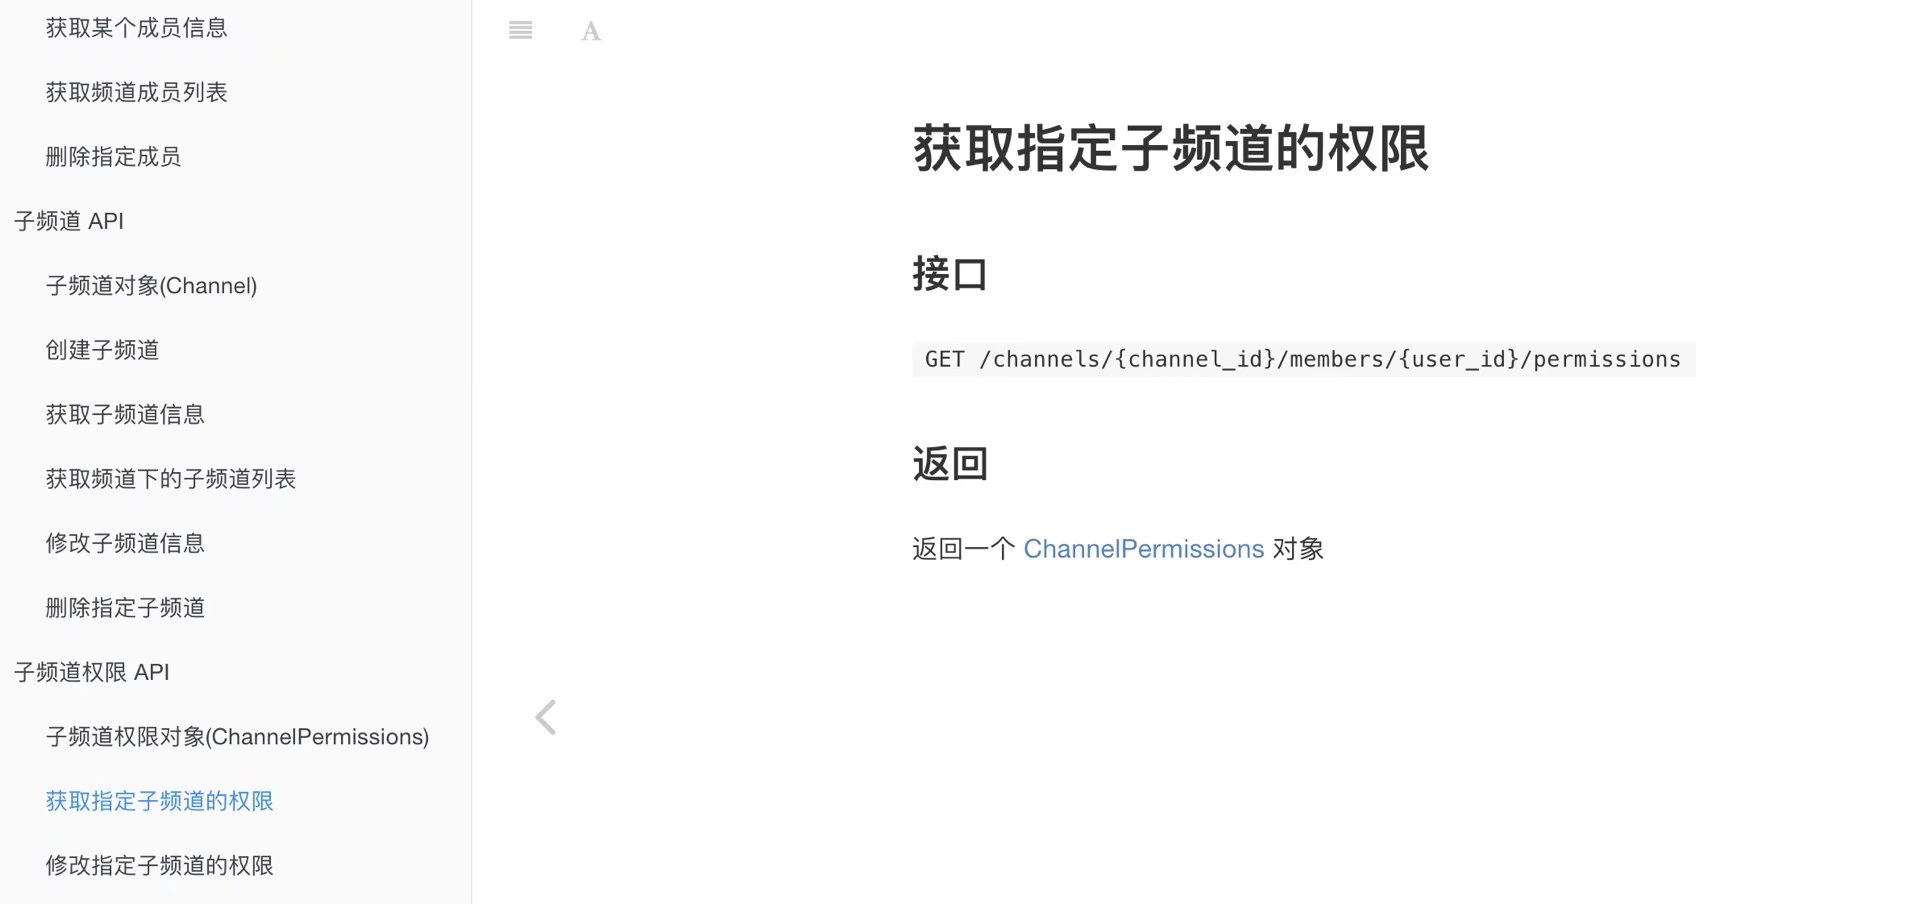 获取某个成员信息
获取频道成员列表
删除指定成员
子频道 API
子频道对象(Channel)
创建子频道
获取子频道信息
获取频道下的子频道列表
修改子频道信息
删除指定子频道
子频道权限 API
子频道权限对象(ChannelPermissions)
获取指定子频道的权限
修改指定子频道的权限
A
获取指定子频道的权限
接口
GET /channels/{channel_id}/members/{user_id}/permissions
返回
返回一个 ChannelPermissions 对象